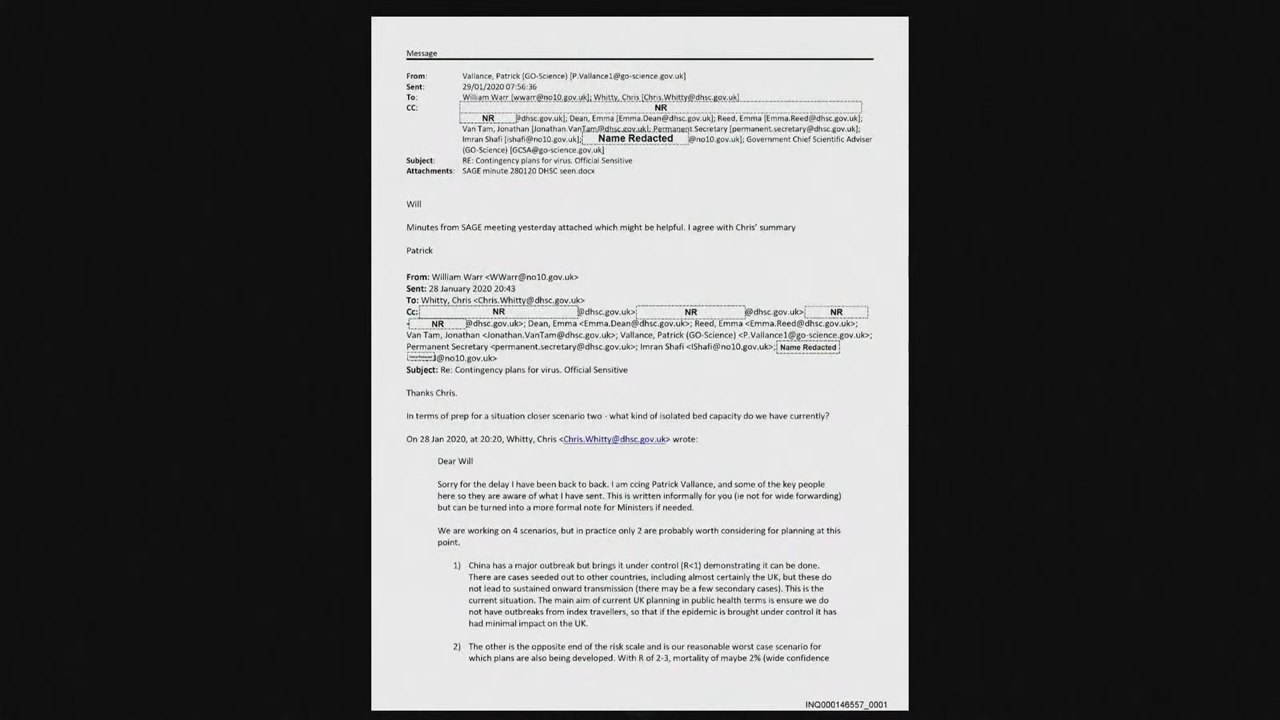 Message
From: Vallance, Patrick (GO-Science) [P.Vallance1@go-science.gov.uk]
Sent: 29/01/2020 07:56:36
To: William Warr [wwarr@no10.gov.uk]; Whitty, Chris [Chris.Whitty@dhsc.gov.uk]
CC: NR
NR @dhsc.gov.uk]; Dean, Emma [Emma.Dean@dhsc.gov.uk]; Reed, Emma [Emma.Reed@dhsc.gov.uk];
Van Tam, Jonathan [Jonathan.VanTam@dhsc.gov.uk]; Permanent Secretary [permanent.secretary@dhsc.gov.uk];
Imran Shafi [ishafi@no10.gov.uk]; Name Redacted @no10.gov.uk]; Government Chief Scientific Adviser
(GO-Science) [GCSA@go-science.gov.uk]
Subject: RE: Contingency plans for virus. Official Sensitive
Attachments: SAGE minute 280120 DHSC seen.docx
Will
Minutes from SAGE meeting yesterday attached which might be helpful. I agree with Chris' summary
Patrick
From: William Warr <WWarr@no10.gov.uk>
Sent: 28 January 2020 20:43
To: Whitty, Chris <Chris.Whitty@dhsc.gov.uk>
Cc: NR @dhsc.gov.uk> NR @dhsc.gov.uk> NR
NR @dhsc.gov.uk>; Dean, Emma <Emma.Dean@dhsc.gov.uk>; Reed, Emma <Emma.Reed@dhsc.gov.uk>;
Van Tam, Jonathan <Jonathan.VanTam@dhsc.gov.uk>; Vallance, Patrick (GO-Science) <P.Vallance1@go-science.gov.uk>;
Permanent Secretary <permanent.secretary@dhsc.gov.uk>; Imran Shafi <IShafi@no10.gov.uk>; Name Redacted
@no10.gov.uk>
Subject: Re: Contingency plans for virus. Official Sensitive
Thanks Chris.
In terms of prep for a situation closer scenario two - what kind of isolated bed capacity do we have currently?
On 28 Jan 2020, at 20:20, Whitty, Chris <Chris.Whitty@dhsc.gov.uk> wrote:
Dear Will
Sorry for the delay I have been back to back. I am ccing Patrick Vallance, and some of the key people
here so they are aware of what I have sent. This is written informally for you (ie not for wide forwarding)
but can be turned into a more formal note for Ministers if needed.
We are working on 4 scenarios, but in practice only 2 are probably worth considering for planning at this
point.
1) China has a major outbreak but brings it under control (R<1) demonstrating it can be done.
There are cases seeded out to other countries, including almost certainly the UK, but these do
not lead to sustained onward transmission (there may be a few secondary cases). This is the
current situation. The main aim of current UK planning in public health terms is ensure we do
not have outbreaks from index travellers, so that if the epidemic is brought under control it has
had minimal impact on the UK.
2) The other is the opposite end of the risk scale and is our reasonable worst case scenario for
which plans are also being developed. With R of 2-3, mortality of maybe 2% (wide confidence
INQ000146557_0001